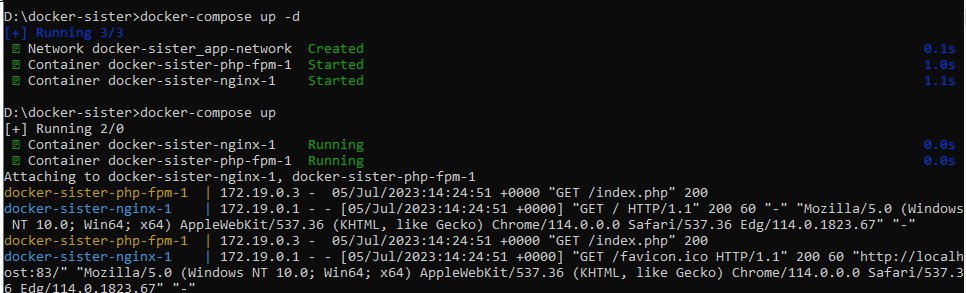 D:\docker-sister>docker-compose up -d
[+] Running 3/3
Network docker-sister_app-network Created 0.1s
Container docker-sister-php-fpm-1 Started 1.0s
Container docker-sister-nginx-1 Started 1.1s
D:\docker-sister>docker-compose up
[+] Running 2/0
Container docker-sister-nginx-1 Running 0.0s
Container docker-sister-php-fpm-1 Running 0.0s
Attaching to docker-sister-nginx-1, docker-sister-php-fpm-1
docker-sister-php-fpm-1 | 172.19.0.3 - 05/Jul/2023:14:24:51 +0000 "GET /index.php" 200
docker-sister-nginx-1 | 172.19.0.1 - - [05/Jul/2023:14:24:51 +0000] "GET / HTTP/1.1" 200 60 "-" "Mozilla/5.0 (Windows
NT 10.0; Win64; x64) AppleWebKit/537.36 (KHTML, like Gecko) Chrome/114.0.0.0 Safari/537.36 Edg/114.0.1823.67" "-"
docker-sister-php-fpm-1 | 172.19.0.3 - 05/Jul/2023:14:24:51 +0000 "GET /index.php" 200
docker-sister-nginx-1 | 172.19.0.1 - - [05/Jul/2023:14:24:51 +0000] "GET /favicon.ico HTTP/1.1" 200 60 "http://localh
ost:83/" "Mozilla/5.0 (Windows NT 10.0; Win64; x64) AppleWebKit/537.36 (KHTML, like Gecko) Chrome/114.0.0.0 Safari/537.3
6 Edg/114.0.1823.67" "-"